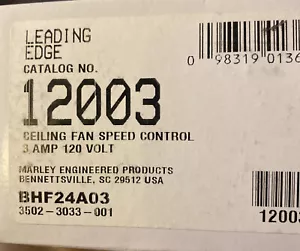 LEADING
EDGE
CATALOG NO.
12003
CEILING FAN SPEED CONTROL
3 AMP 120 VOLT
MARLEY ENGINEERED PRODUCTS
BENNETTSVILLE, SC 29512 USA
BHF24A03
3502-3033-001
0 98319 0136
1200